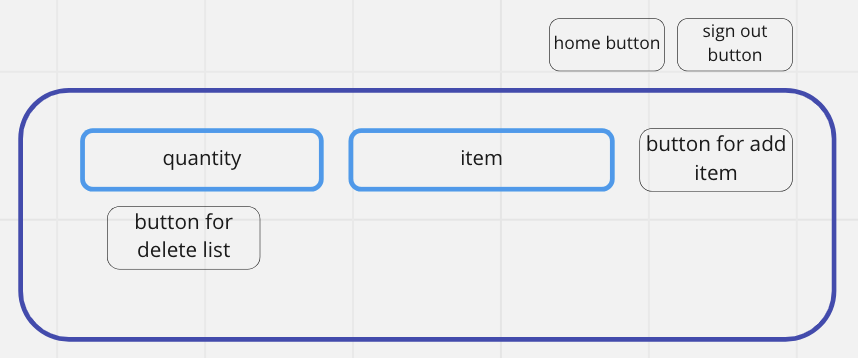 home button
sign out
button
quantity
item
button for add
item
button for
delete list